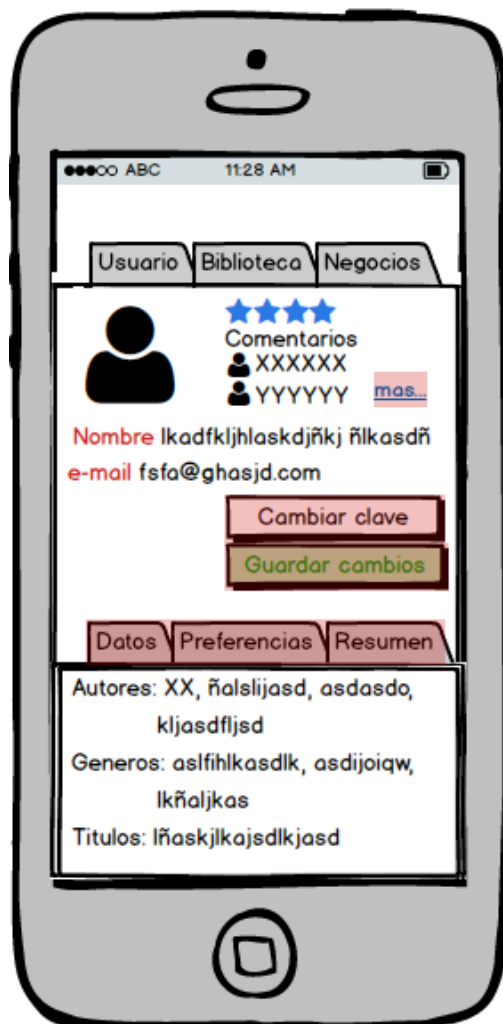 ABC 11:28 AM
Usuario Biblioteca Negocios
Comentarios
XXXXXX
YYYYYY mas...
Nombre lkadfkljhlaskdjñkj ñlkasdñ
e-mail fsfa@ghasjd.com
Cambiar clave
Guardar cambios
Datos Preferencias Resumen
Autores: XX, ñalslijasd, asdasdo,
kljasdfljsd
Generos: aslfihlkasdlk, asdijoiqw,
lkñaljkas
Titulos: lñaskjlkajsdlkjasd